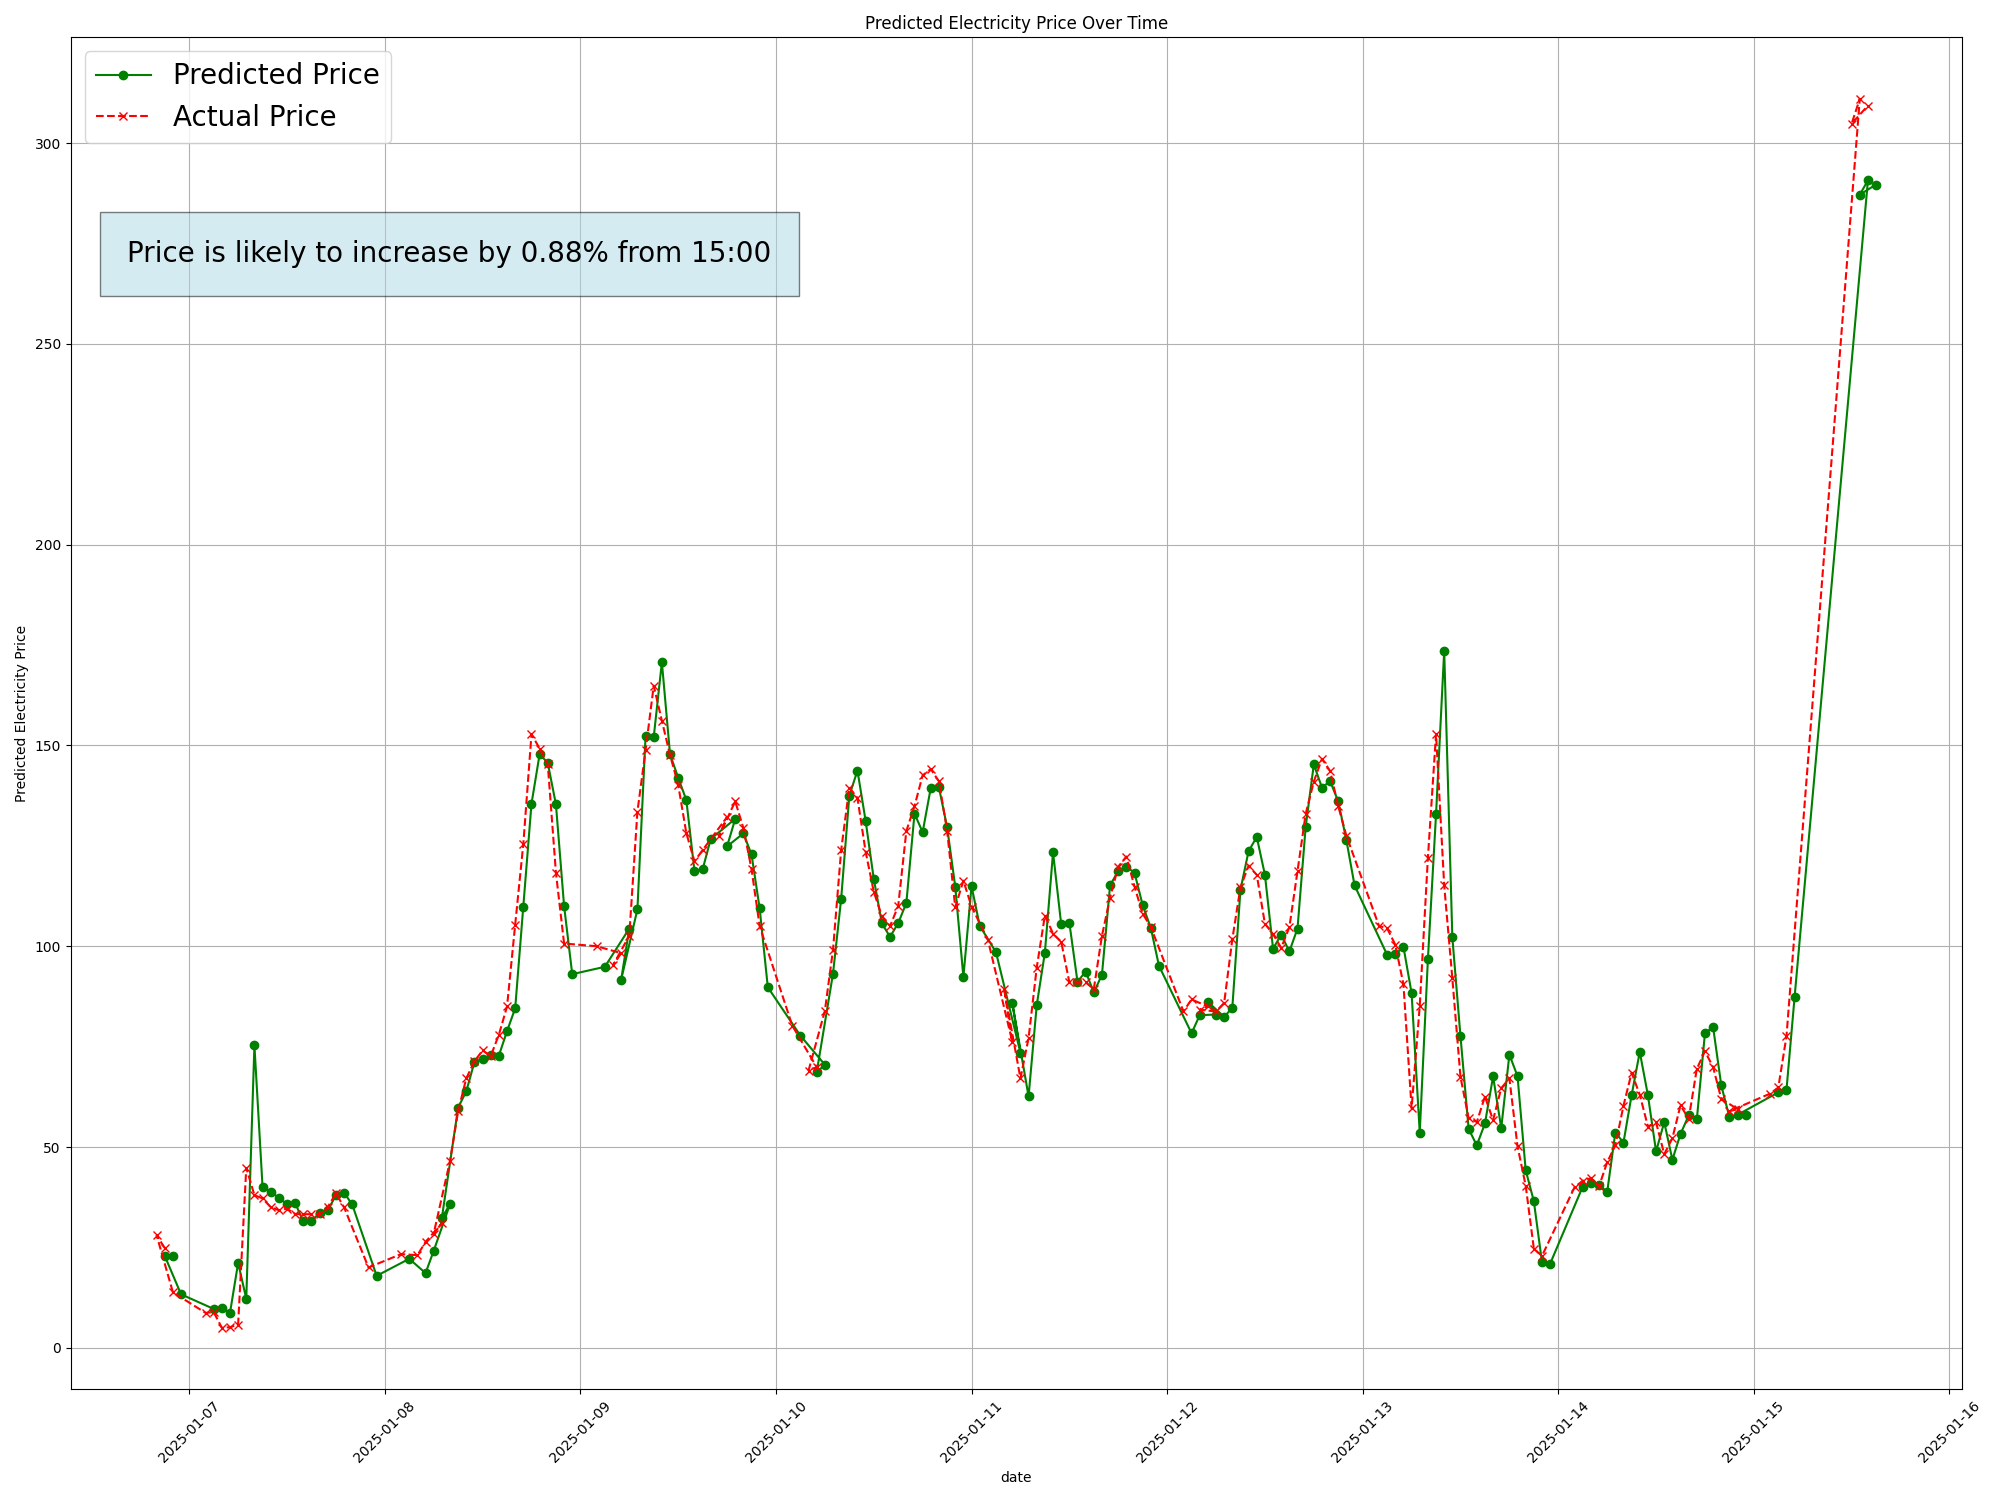 Predicted Electricity Price Over Time
Predicted Price
Actual Price
Price is likely to increase by 0.88% from 15:00
Predicted Electricity Price
300
250
200
150
100
50
0
2025-01-07
2025-01-08
2025-01-09
2025-01-10
2025-01-11
2025-01-12
2025-01-13
2025-01-14
2025-01-15
2025-01-16
date